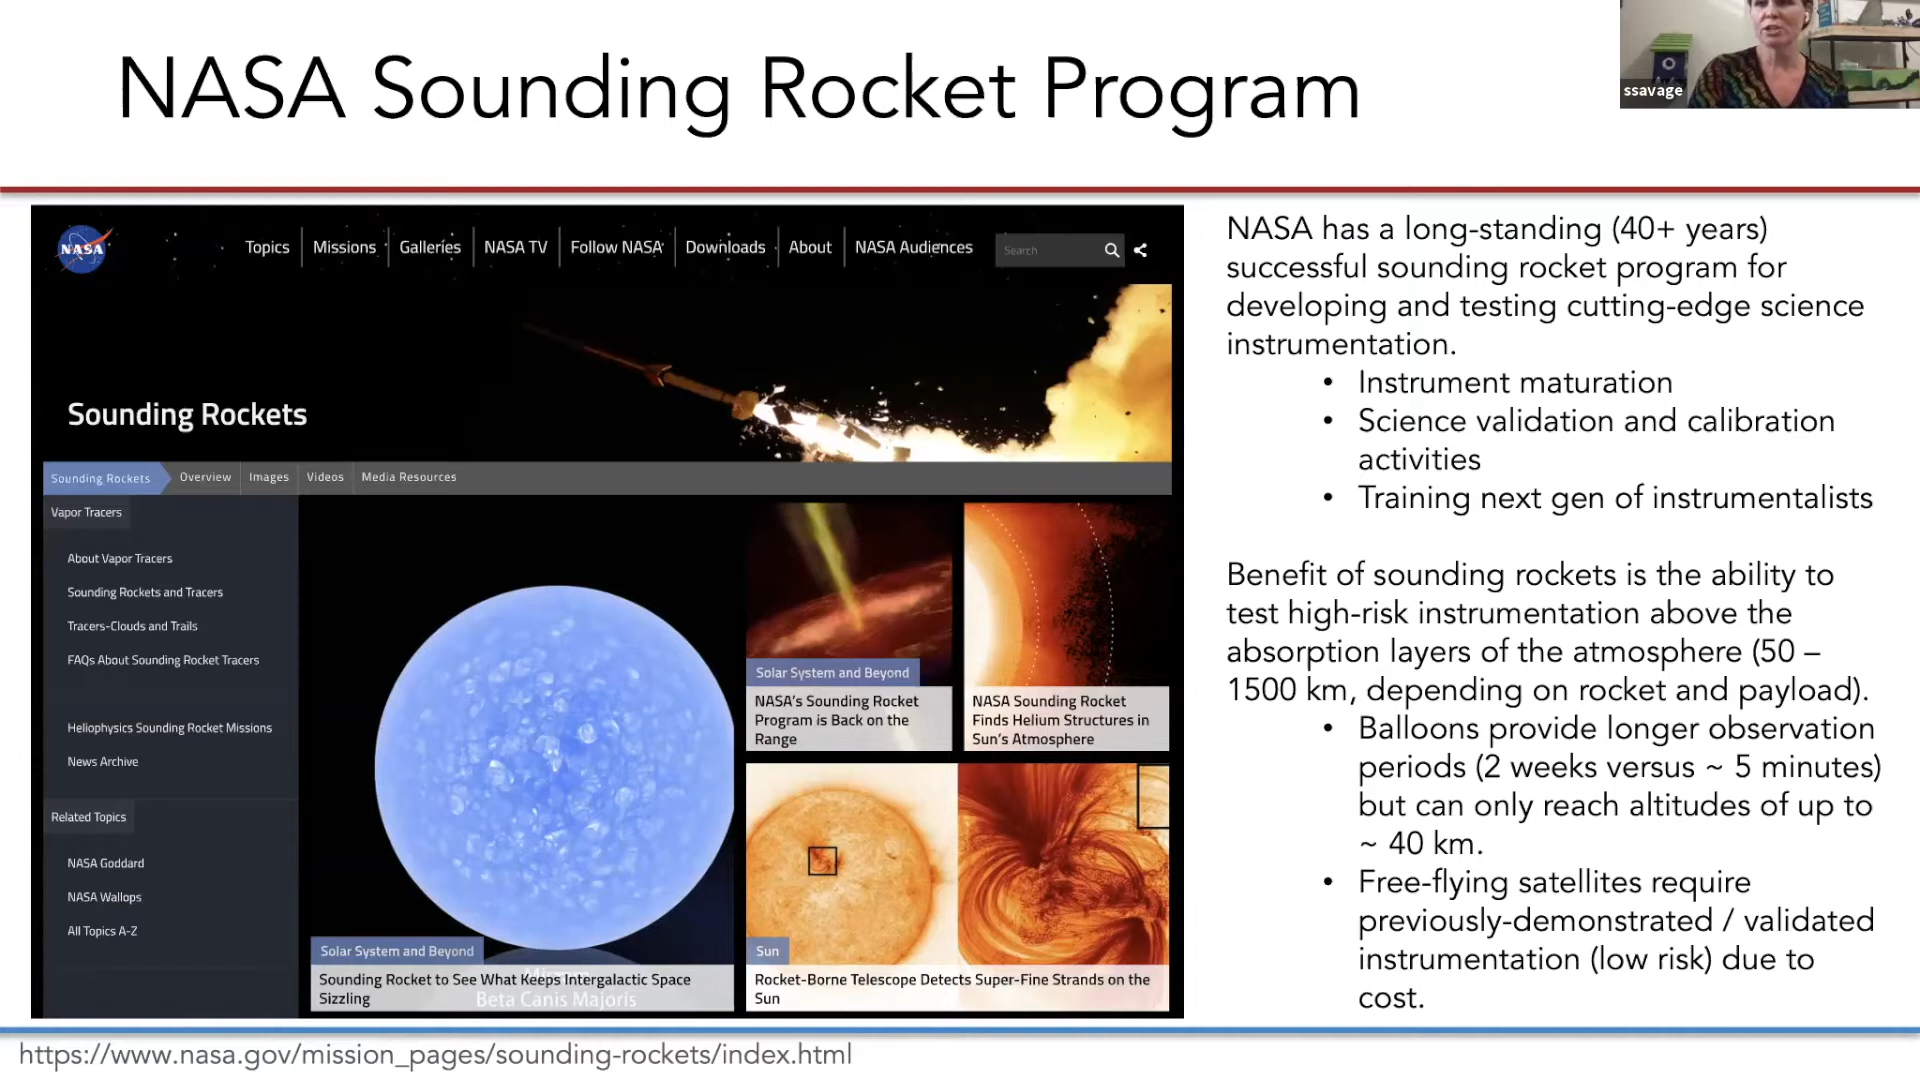 NASA Sounding Rocket Program
ssavage
NASA
Topics
Missions
Galleries
NASA TV
Follow NASA
Downloads
About
NASA Audiences
Search
Sounding Rockets
Sounding Rockets
Overview
Images
Videos
Media Resources
Vapor Tracers
About Vapor Tracers
Sounding Rockets and Tracers
Tracers-Clouds and Trails
FAQs About Sounding Rocket Tracers
Heliophysics Sounding Rocket Missions
News Archive
Related Topics
NASA Goddard
NASA Wallops
All Topics A-Z
Solar System and Beyond
Sounding Rocket to See What Keeps Intergalactic Space
Sizzling
Beta Canis Majoris
Solar System and Beyond
NASA's Sounding Rocket
Program is Back on the
Range
NASA Sounding Rocket
Finds Helium Structures in
Sun's Atmosphere
Sun
Rocket-Borne Telescope Detects Super-Fine Strands on the
Sun
NASA has a long-standing (40+ years)
successful sounding rocket program for
developing and testing cutting-edge science
instrumentation.
• Instrument maturation
• Science validation and calibration
activities
• Training next gen of instrumentalists
Benefit of sounding rockets is the ability to
test high-risk instrumentation above the
absorption layers of the atmosphere (50 –
1500 km, depending on rocket and payload).
• Balloons provide longer observation
periods (2 weeks versus ~ 5 minutes)
but can only reach altitudes of up to
~ 40 km.
• Free-flying satellites require
previously-demonstrated / validated
instrumentation (low risk) due to
cost.
https://www.nasa.gov/mission_pages/sounding-rockets/index.html